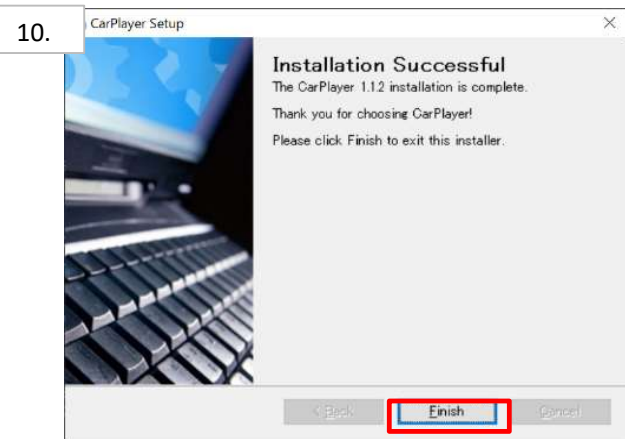 10.
CarPlayer Setup
Installation Successful
The CarPlayer 1.1.2 installation is complete.
Thank you for choosing CarPlayer!
Please click Finish to exit this installer.
< Back
Finish
Cancel